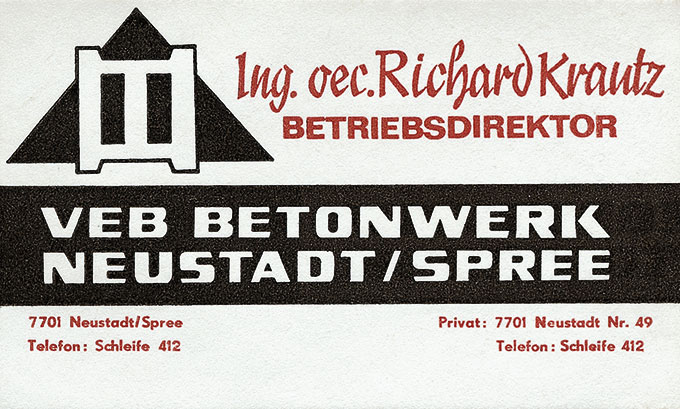 Ing. oec. Richard Krautz
BETRIEBSDIREKTOR
VEB BETONWERK
NEUSTADT/SPREE
7701 Neustadt/Spree
Telefon: Schleife 412
Privat: 7701 Neustadt Nr. 49
Telefon: Schleife 412